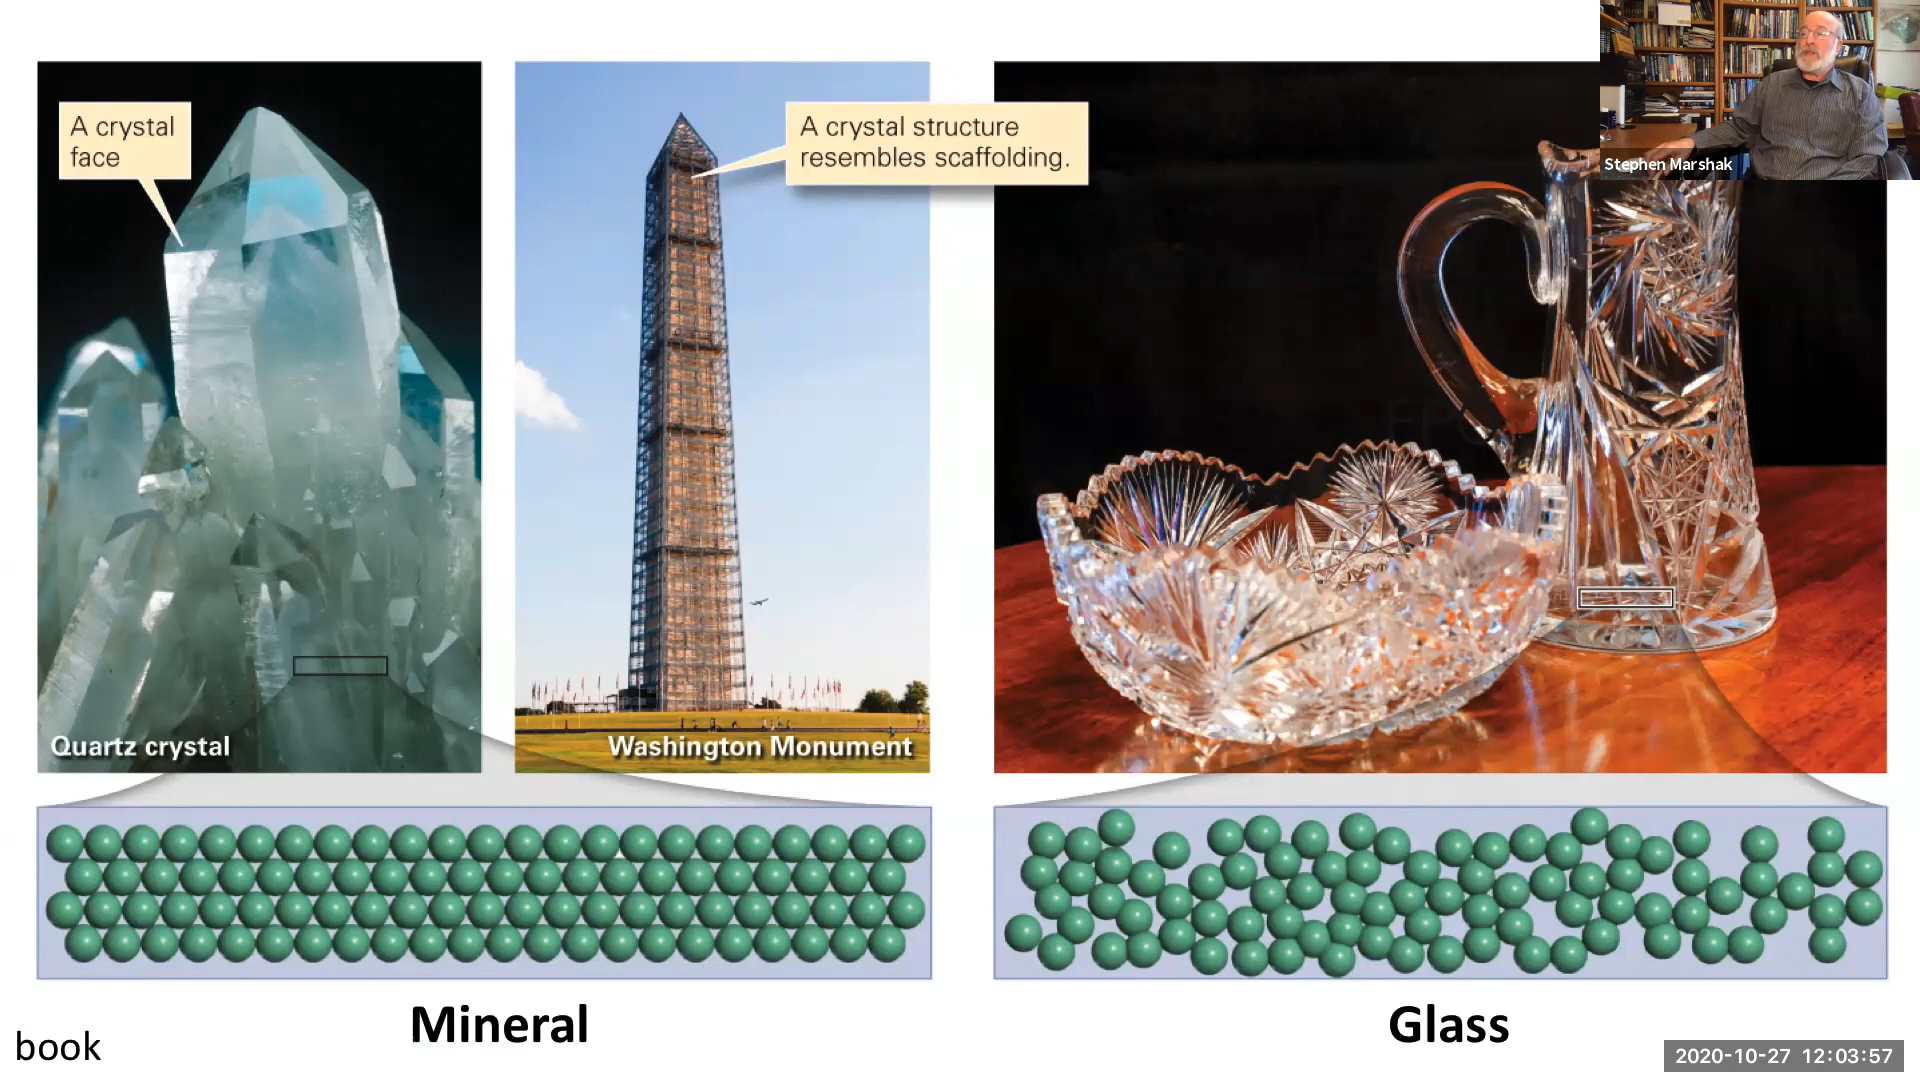 A crystal
face
A crystal structure
resembles scaffolding.
Stephen Marshak
Quartz crystal
Washington Monument
Mineral
Glass
book
2020-10-27 12:03:57